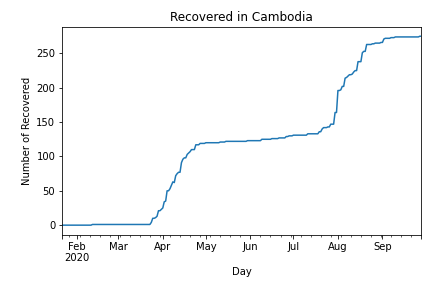 Recovered in Cambodia
Number of Recovered
250
200
150
100
50
0
Feb Mar Apr May Jun Jul Aug Sep
2020
Day